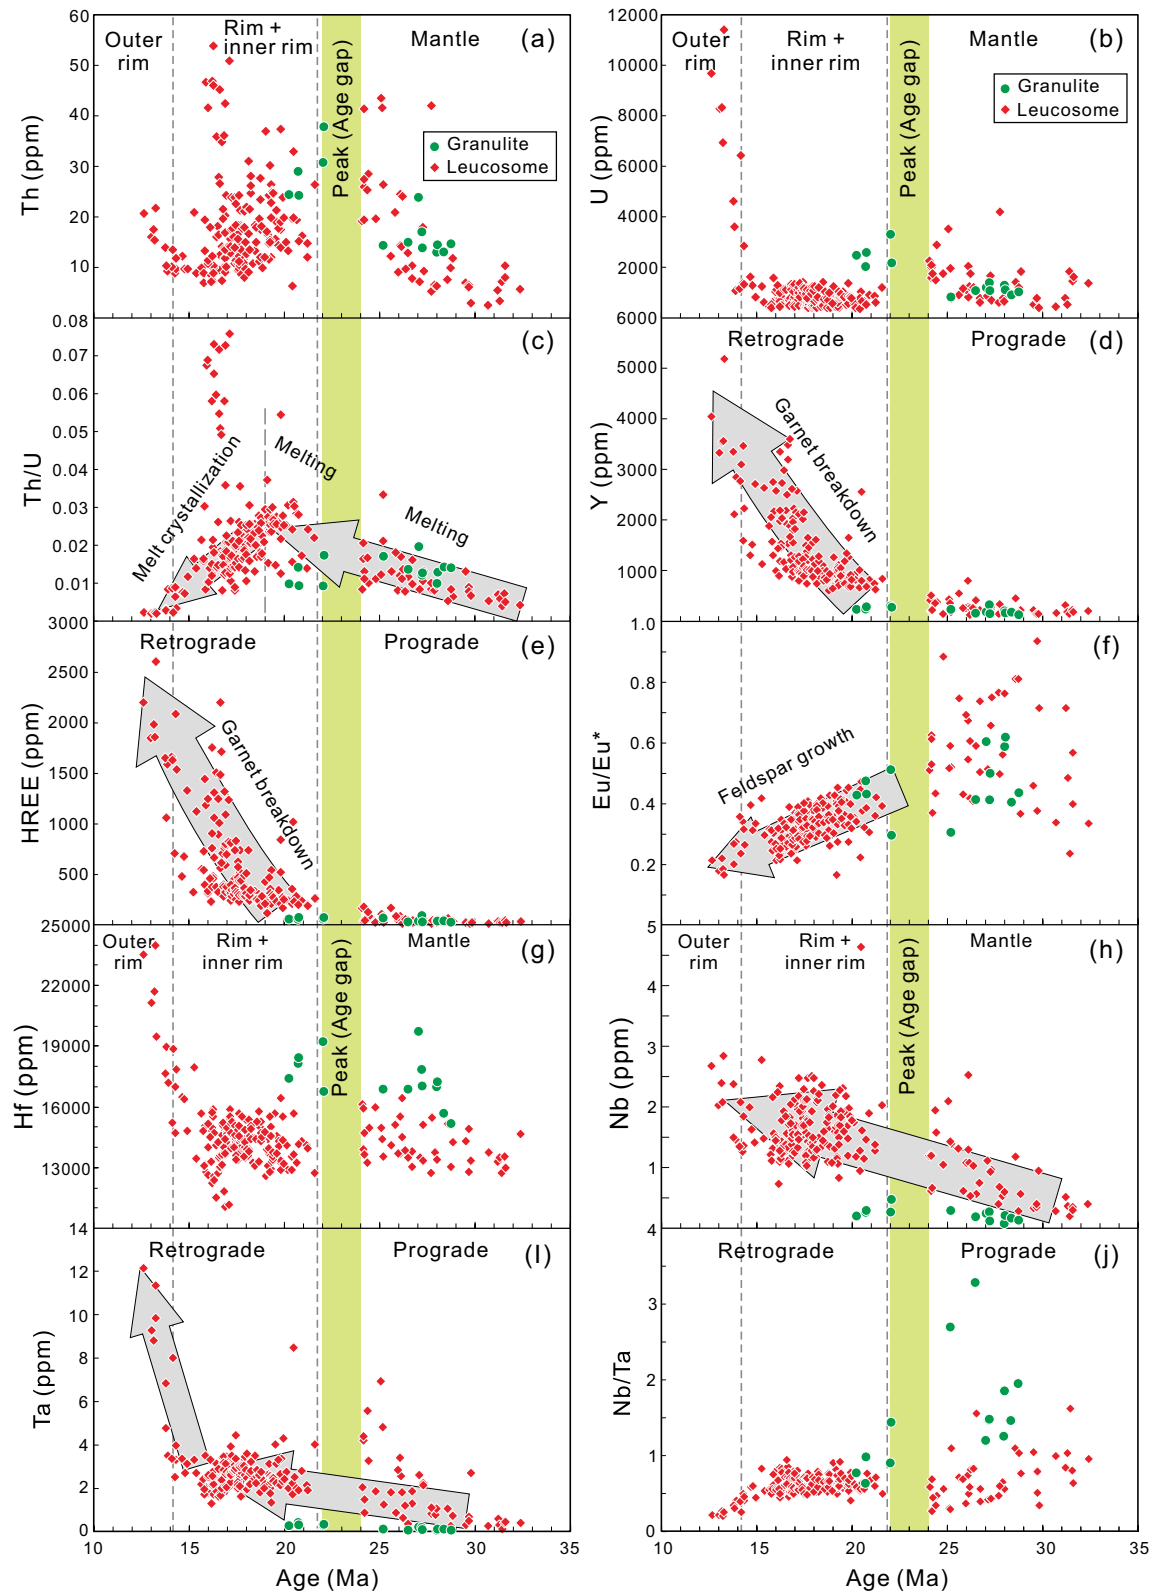 60
50
40
30
20
10
Th (ppm)
Outer
rim
Rim +
inner rim
Peak (Age gap)
Mantle
(a)
Granulite
Leucosome
12000
10000
8000
6000
4000
2000
U (ppm)
Outer
rim
Rim +
inner rim
Peak (Age gap)
Mantle
(b)
Granulite
Leucosome
0.08
0.07
0.06
0.05
0.04
0.03
0.02
0.01
Th/U
Melt crystallization
Melting
Melting
(c)
6000
5000
4000
3000
2000
1000
Y (ppm)
Retrograde
Prograde
Garnet breakdown
(d)
3000
2500
2000
1500
1000
500
HREE (ppm)
Retrograde
Prograde
Garnet breakdown
(e)
1.0
0.8
0.6
0.4
0.2
Eu/Eu*
Feldspar growth
(f)
25000
22000
19000
16000
13000
Hf (ppm)
Outer
rim
Rim +
inner rim
Peak (Age gap)
Mantle
(g)
5
5
4
3
2
1
Nb (ppm)
Outer
rim
Rim +
inner rim
Peak (Age gap)
Mantle
(h)
14
12
10
8
6
4
2
0
Ta (ppm)
Retrograde
Prograde
(I)
10
15
20
25
30
35
Age (Ma)
4
3
2
1
0
Nb/Ta
Retrograde
Prograde
(j)
10
15
20
25
30
35
Age (Ma)